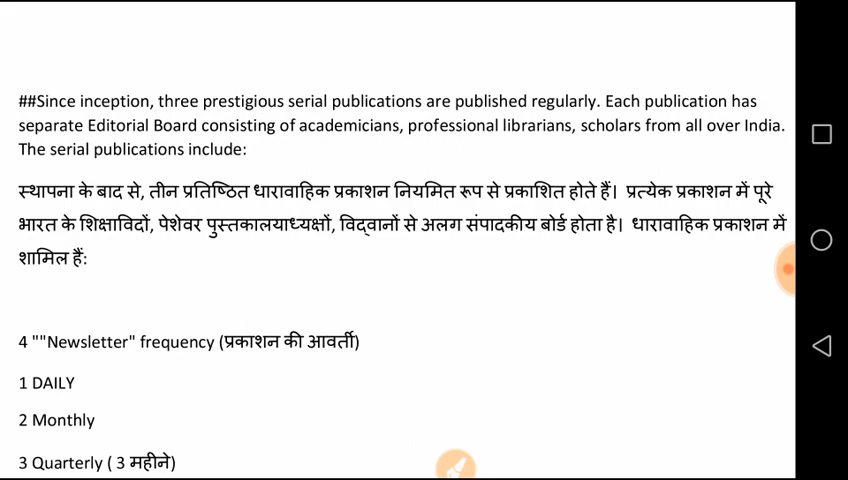 ##Since inception, three prestigious serial publications are published regularly. Each publication has
separate Editorial Board consisting of academicians, professional librarians, scholars from all over India.
The serial publications include:
स्थापना के बाद से, तीन प्रतिष्ठित धारावाहिक प्रकाशन नियमित रूप से प्रकाशित होते हैं। प्रत्येक प्रकाशन में पूरे
भारत के शिक्षाविदों, पेशेवर पुस्तकालयाध्यक्षों, विद्वानों से अलग संपादकीय बोर्ड होता है। धारावाहिक प्रकाशन में
शामिल हैं:
4 ""Newsletter" frequency (प्रकाशन की आवर्ती)
1 DAILY
2 Monthly
3 Quarterly ( 3 महीने)